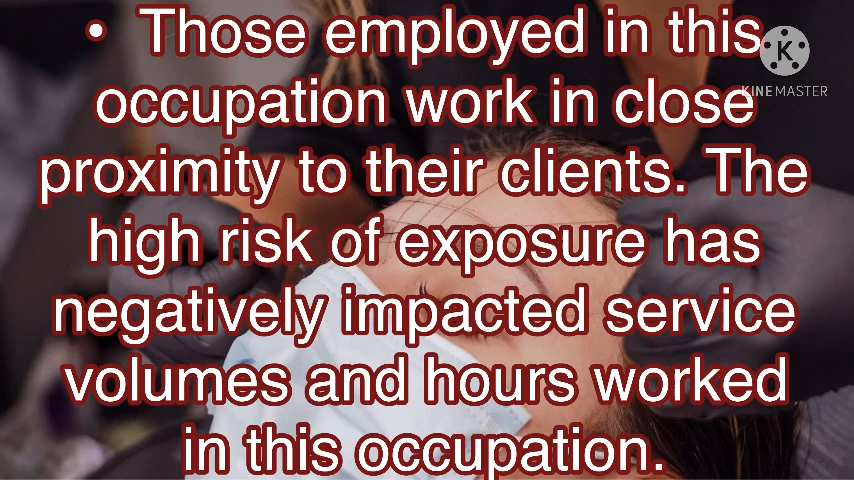 • Those employed in this
occupation work in close
proximity to their clients. The
high risk of exposure has
negatively impacted service
volumes and hours worked
in this occupation.
K
KINEMASTER